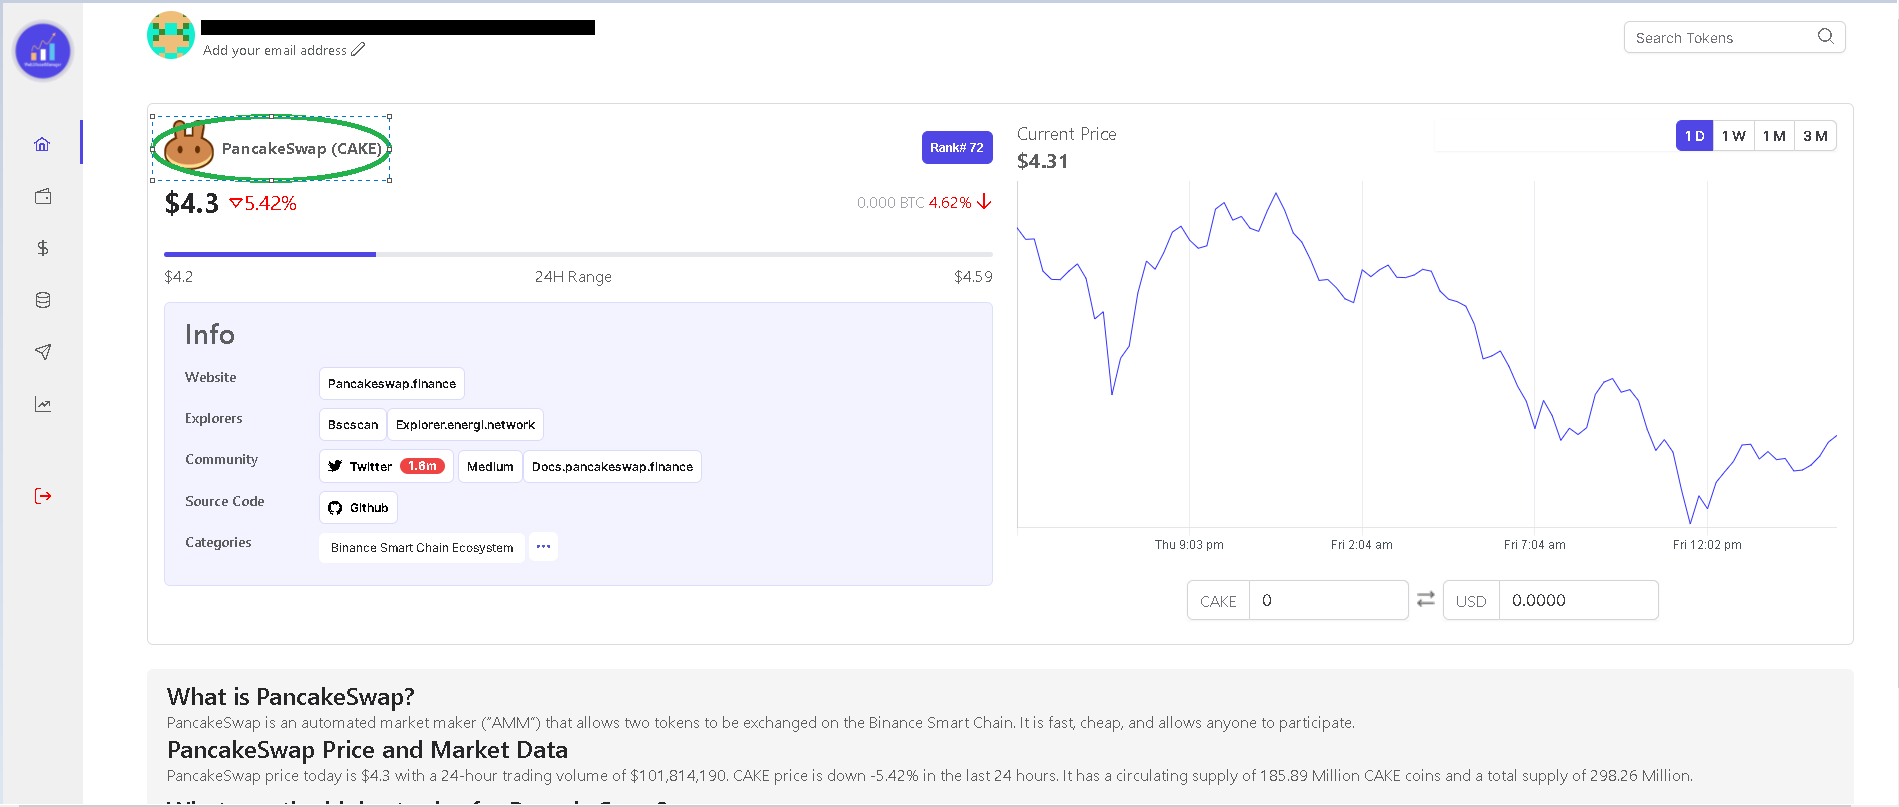 Add your email address
Search Tokens
PancakeSwap (CAKE)
Rank# 72
$4.3 5.42%
0.000 BTC 4.62%
$4.2 24H Range $4.59
Info
Website Pancakeswap.finance
Explorers Bscscan Explorer.energi.network
Community Twitter 1.6m Medium Docs.pancakeswap.finance
Source Code Github
Categories Binance Smart Chain Ecosystem ...
Current Price
$4.31
1 D 1 W 1 M 3 M
Thu 9:03 pm Fri 2:04 am Fri 7:04 am Fri 12:02 pm
CAKE 0 USD 0.0000
What is PancakeSwap?
PancakeSwap is an automated market maker (“AMM”) that allows two tokens to be exchanged on the Binance Smart Chain. It is fast, cheap, and allows anyone to participate.
PancakeSwap Price and Market Data
PancakeSwap price today is $4.3 with a 24-hour trading volume of $101,814,190. CAKE price is down -5.42% in the last 24 hours. It has a circulating supply of 185.89 Million CAKE coins and a total supply of 298.26 Million.